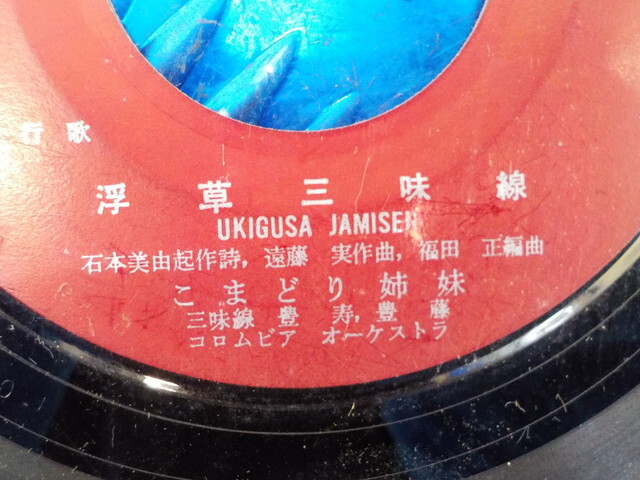 行歌
浮草三味線
UKIGUSA JAMISEN
石本美由起作詩，遠藤 実作曲，福田 正編曲
こまどり姉妹
三味線 豊 寿，豊 藤
コロムビア オーケストラ